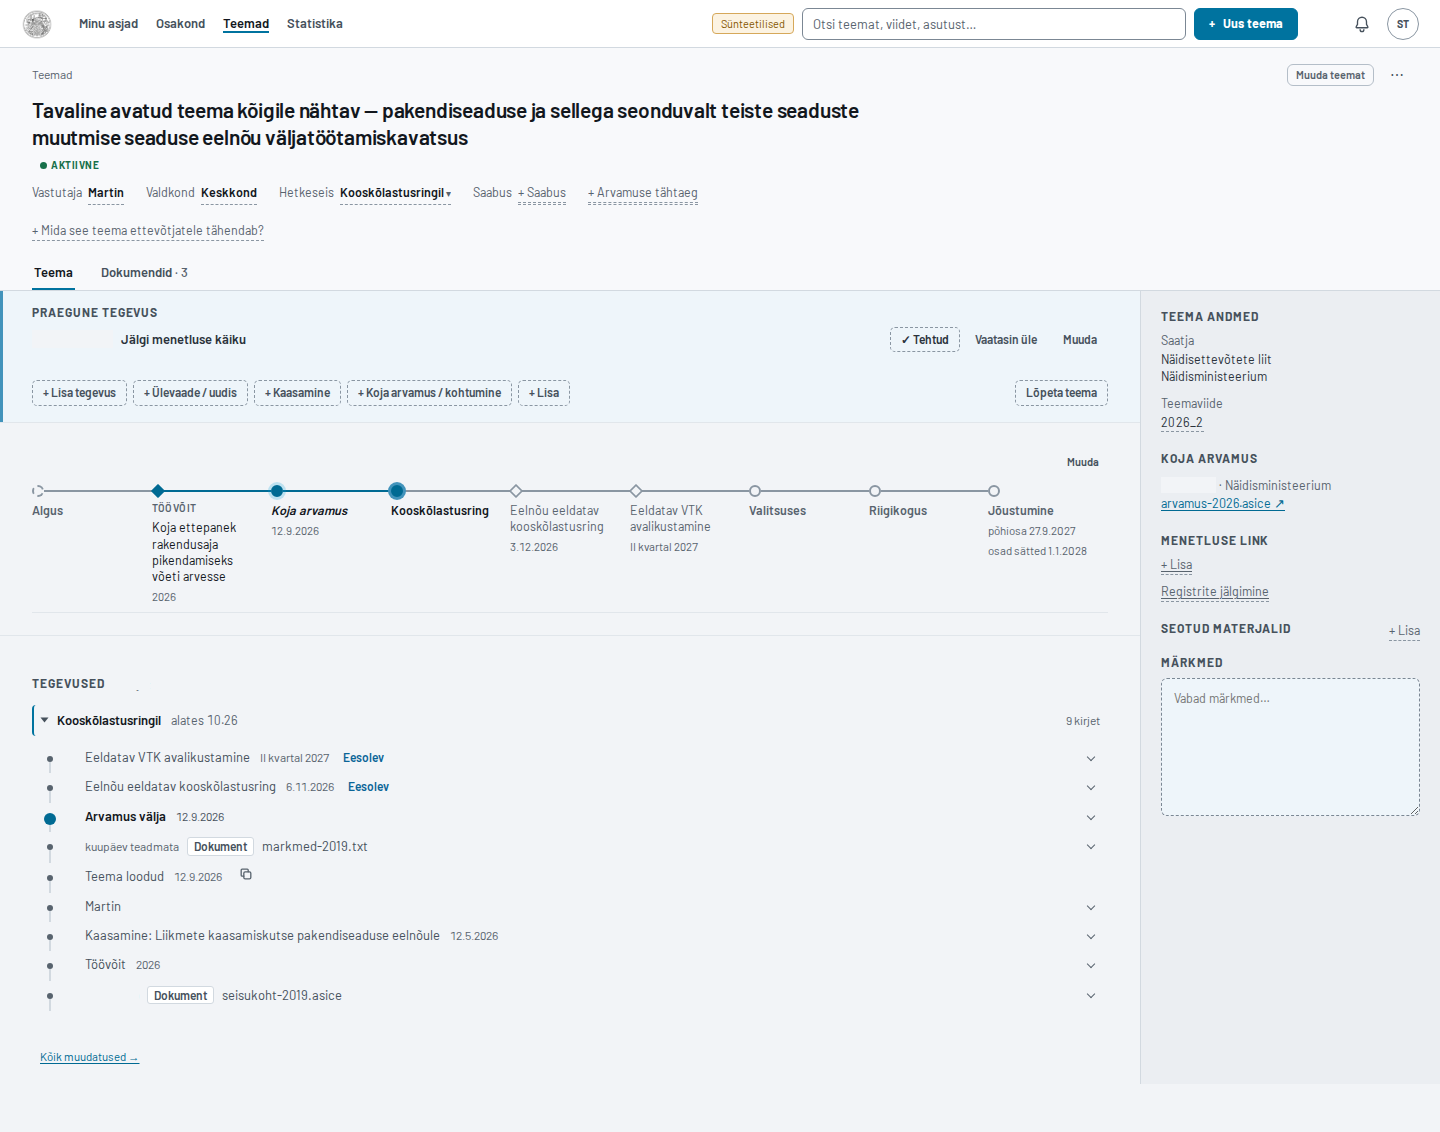 Minu asjad Osakond Teemad Statistika Sünteetilised Otsi teemat, viidet, asutust... + Uus teema ST
Teemad Muuda teemat ...
Tavaline avatud teema kõigile nähtav — pakendiseaduse ja sellega seonduvalt teiste seaduste
muutmise seaduse eelnõu väljatöötamiskavatsus
AKTIIVNE
Vastutaja Martin Valdkond Keskkond Hetkeseis Kooskõlastusringil ▾ Saabus + Saabus + Arvamuse tähtaeg
+ Mida see teema ettevõtjatele tähendab?
Teema Dokumendid · 3
PRAEGUNE TEGEVUS
Jälgi menetluse käiku ✓ Tehtud Vaatasin üle Muuda
+ Lisa tegevus + Ülevaade / uudis + Kaasamine + Koja arvamus / kohtumine + Lisa Lõpeta teema
Muuda
Algus
TÖÖVÕIT
Koja ettepanek
rakendusaja
pikendamiseks
võeti arvesse
2026
Koja arvamus
12.9.2026
Kooskõlastusring
Eelnõu eeldatav
kooskõlastusring
3.12.2026
Eeldatav VTK
avalikustamine
II kvartal 2027
Valitsuses
Riigikogus
Jõustumine
põhiosa 27.9.2027
osad sätted 1.1.2028
TEGEVUSED
Kooskõlastusringil alates 10.26 9 kirjet
Eeldatav VTK avalikustamine II kvartal 2027 Eesolev
Eelnõu eeldatav kooskõlastusring 6.11.2026 Eesolev
Arvamus välja 12.9.2026
kuupäev teadmata Dokument markmed-2019.txt
Teema loodud 12.9.2026
Martin
Kaasamine: Liikmete kaasamiskutse pakendiseaduse eelnõule 12.5.2026
Töövõit 2026
Dokument seisukoht-2019.asice
Kõik muudatused →
TEEMA ANDMED
Saatja
Näidisettevõtete liit
Näidisministeerium
Teemaviide
2026_2
KOJA ARVAMUS
· Näidisministeerium
arvamus-2026.asice ↗
MENETLUSE LINK
+ Lisa
Registrite jälgimine
SEOTUD MATERJALID + Lisa
MÄRKMED
Vabad märkmed...